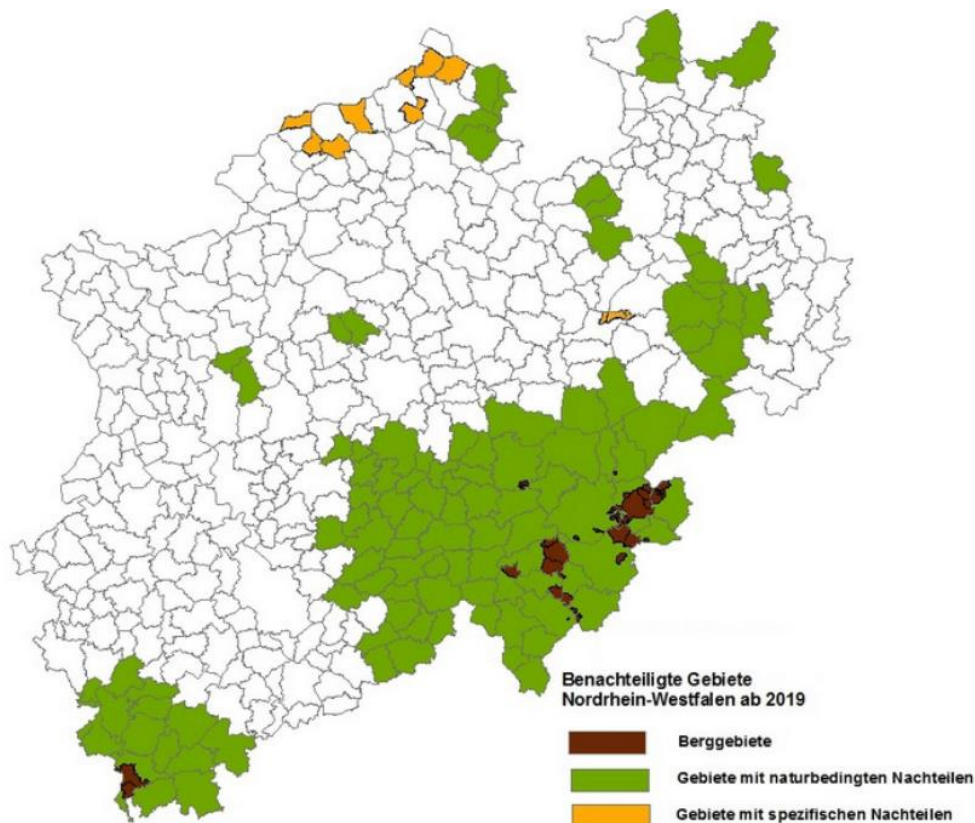 Benachteiligte Gebiete
Nordrhein-Westfalen ab 2019
Berggebiete
Gebiete mit naturbedingten Nachteilen
Gebiete mit spezifischen Nachteilen